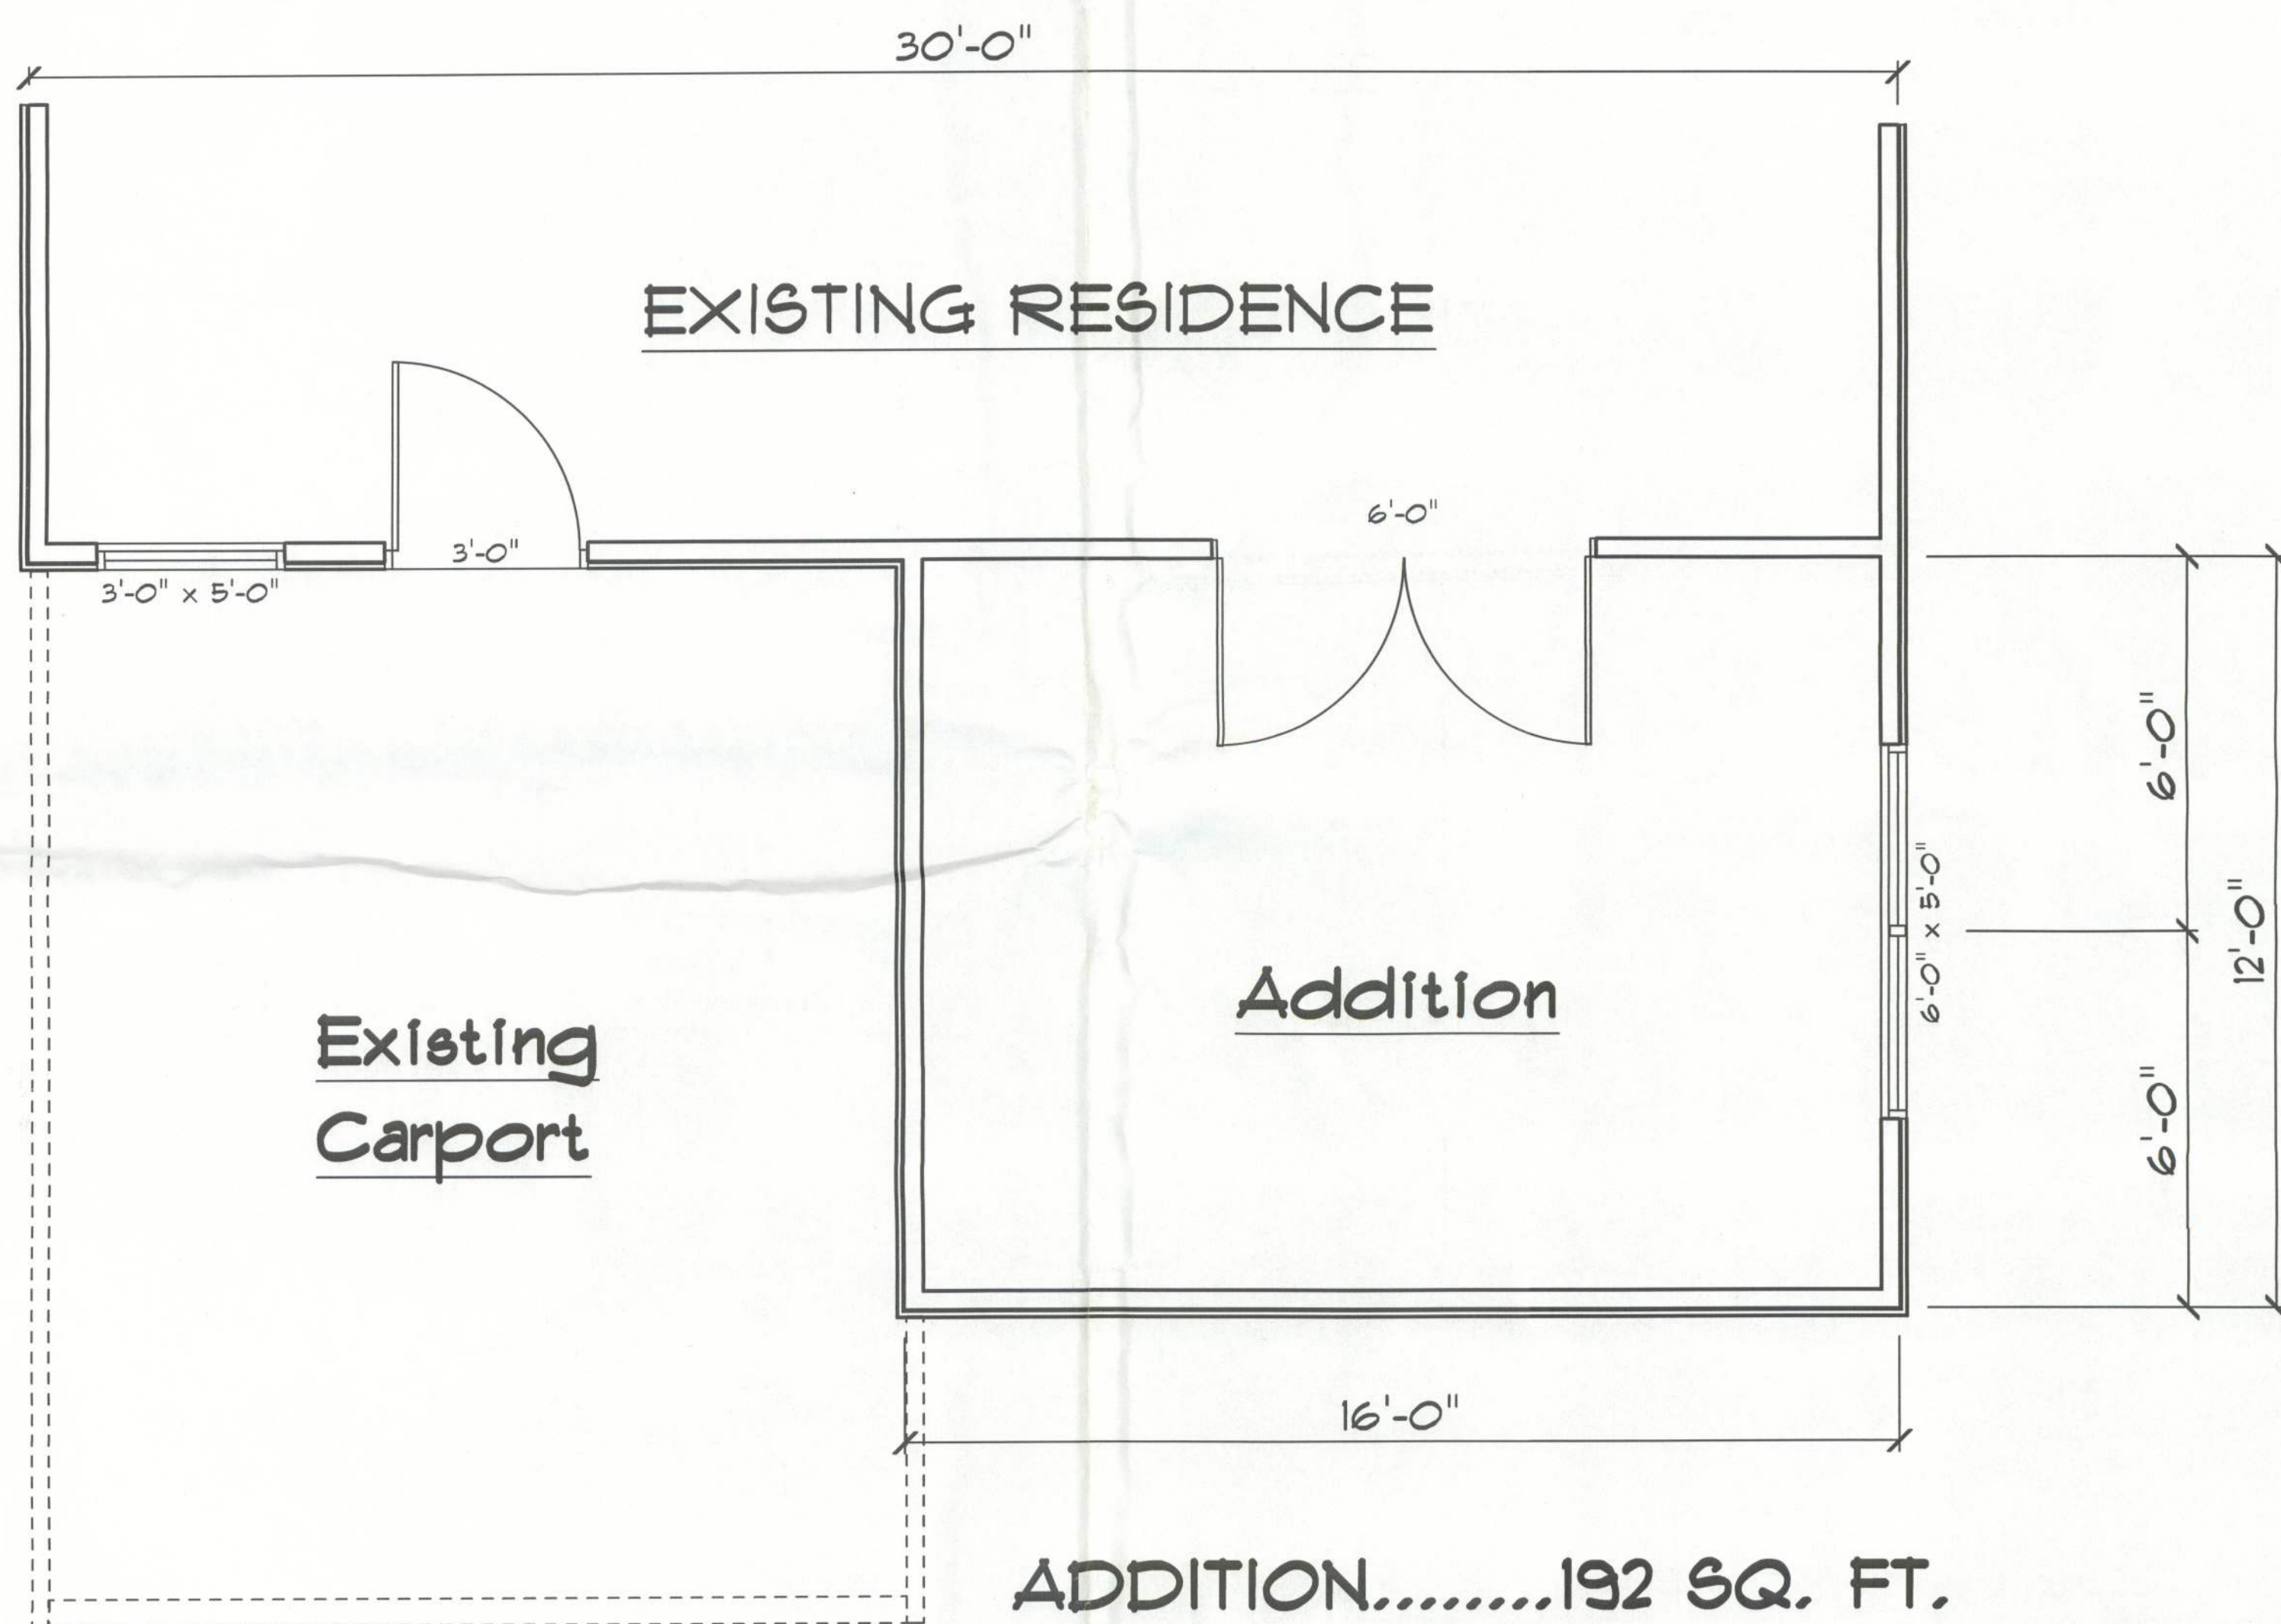 30'-0"
EXISTING RESIDENCE
6'-0"
3'-0"
3'-0" x 5'-0"
6'-0"
6'-0" x 5'-0"
12'-0"
Addition
Existing
Carport
6'-0"
16'-0"
ADDITION........192 SQ. FT.